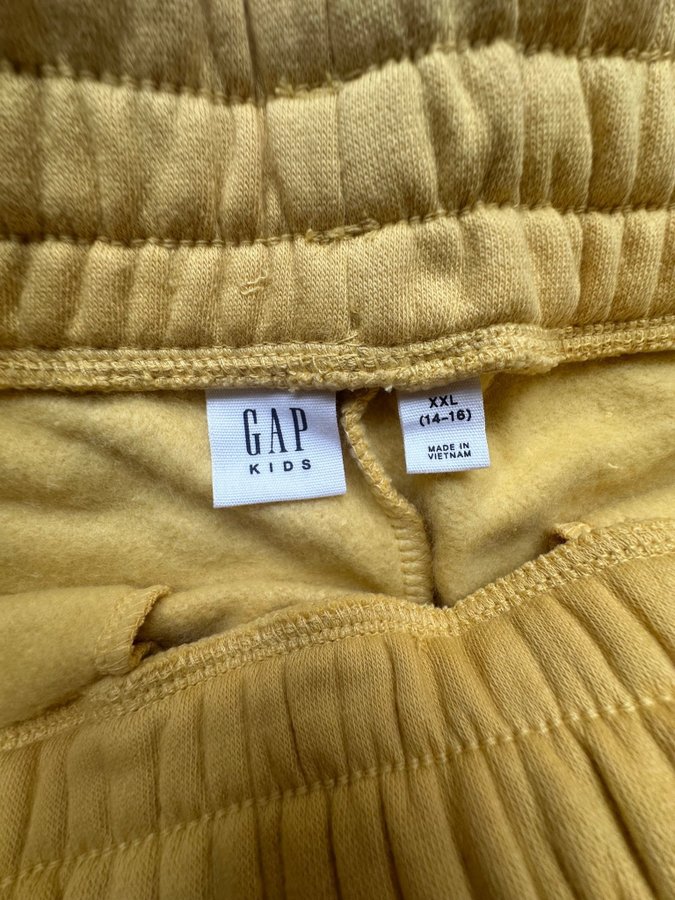 GAP
KIDS
XXL
(14-16)
MADE IN
VIETNAM